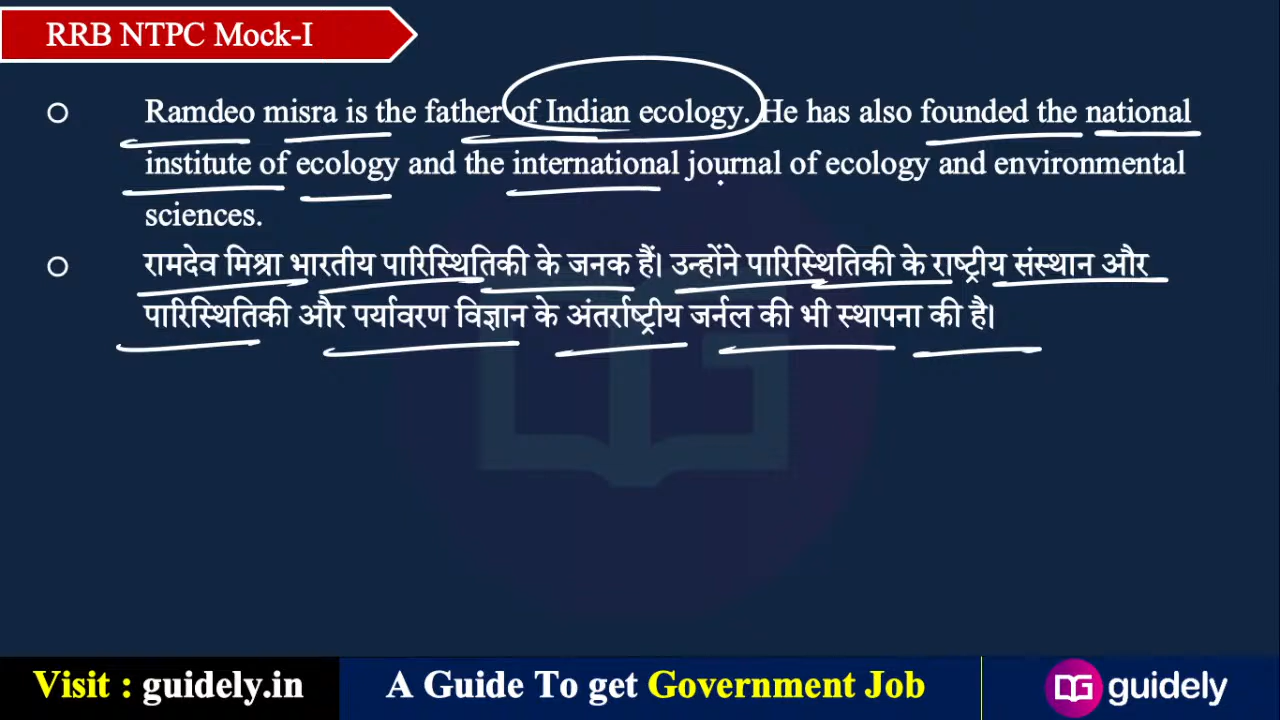 RRB NTPC Mock-I
Ramdeo misra is the father of Indian ecology. He has also founded the national
institute of ecology and the international journal of ecology and environmental
sciences.
रामदेव मिश्रा भारतीय पारिस्थितिकी के जनक हैं। उन्होंने पारिस्थितिकी के राष्ट्रीय संस्थान और
पारिस्थितिकी और पर्यावरण विज्ञान के अंतर्राष्ट्रीय जर्नल की भी स्थापना की है।
Visit : guidely.in
A Guide To get Government Job
guidely